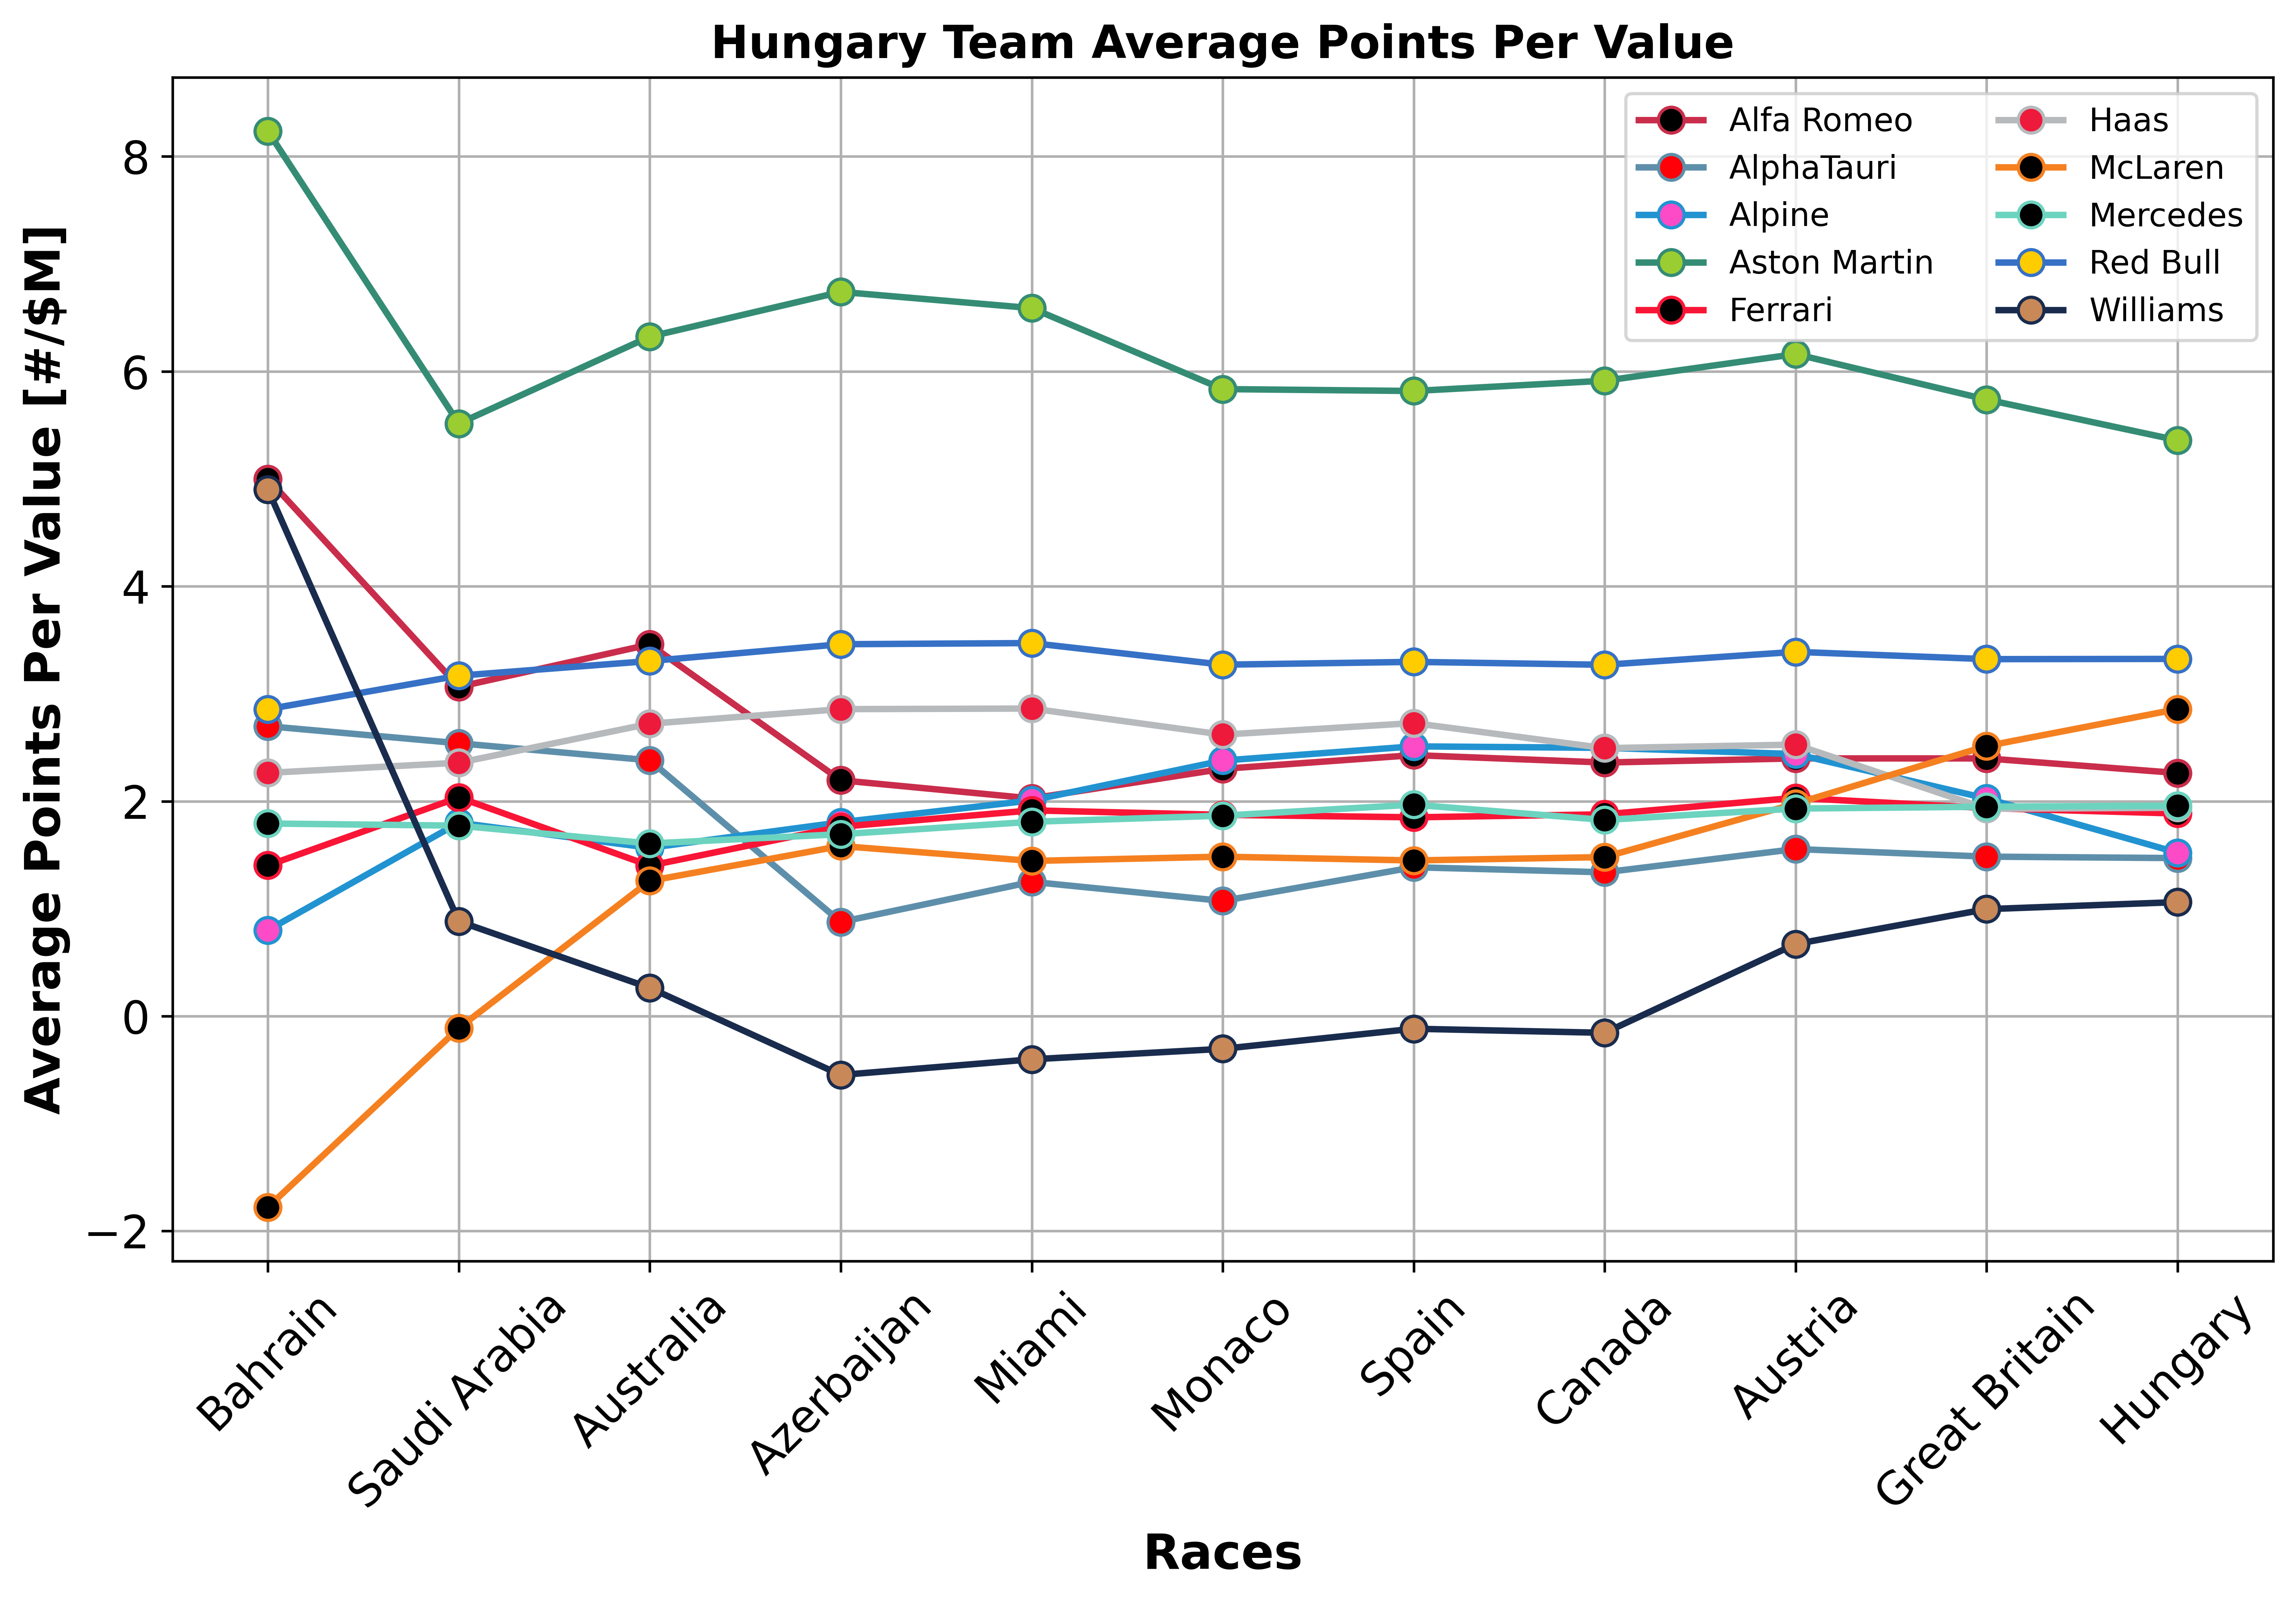 Hungary Team Average Points Per Value
Average Points Per Value [#/$M]
8
6
4
2
0
−2
Alfa Romeo
AlphaTauri
Alpine
Aston Martin
Ferrari
Haas
McLaren
Mercedes
Red Bull
Williams
Bahrain
Saudi Arabia
Australia
Azerbaijan
Miami
Monaco
Spain
Canada
Austria
Great Britain
Hungary
Races